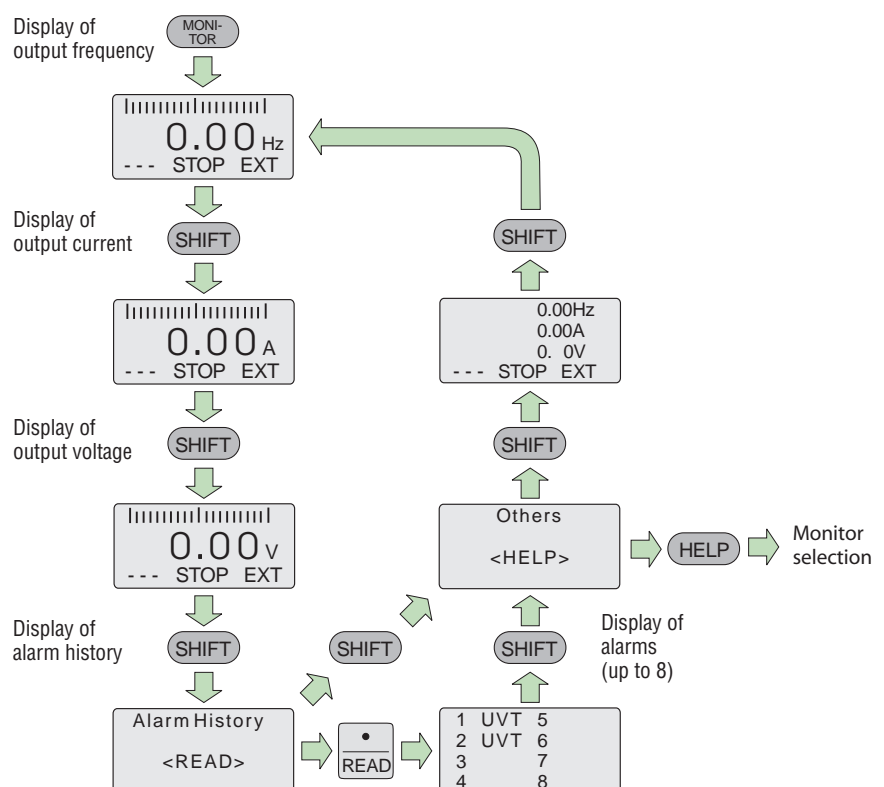 Display of
output frequency
MONI-
TOR
0.00 Hz
--- STOP EXT
Display of
output current
SHIFT
0.00 A
--- STOP EXT
Display of
output voltage
SHIFT
0.00 V
--- STOP EXT
Display of
alarm history
SHIFT
Alarm History
<READ>
SHIFT
READ
1 UVT 5
2 UVT 6
3 7
4 8
SHIFT
Display of
alarms
(up to 8)
Others
<HELP>
HELP
Monitor
selection
SHIFT
0.00Hz
0.00A
0. 0V
--- STOP EXT
SHIFT